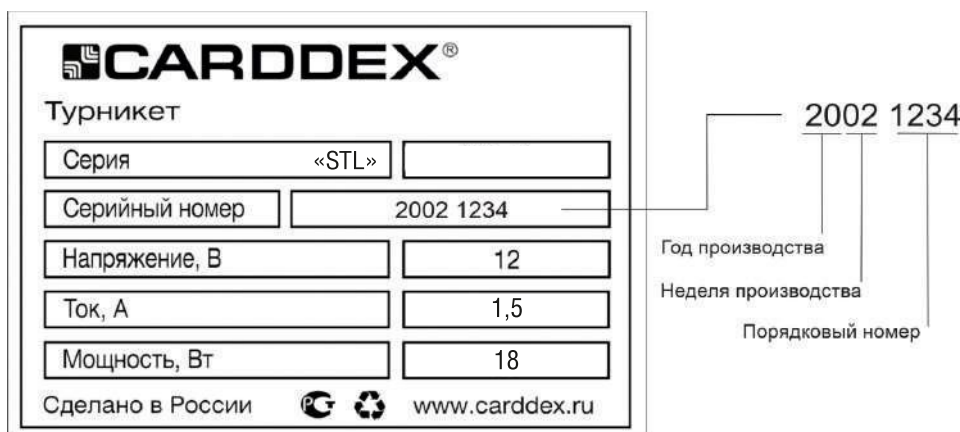 CARDDEX®
Турникет
Серия «STL»
Серийный номер 2002 1234
Напряжение, В 12
Ток, А 1,5
Мощность, Вт 18
Сделано в России РСТ www.carddex.ru
2002 1234
Год производства
Неделя производства
Порядковый номер